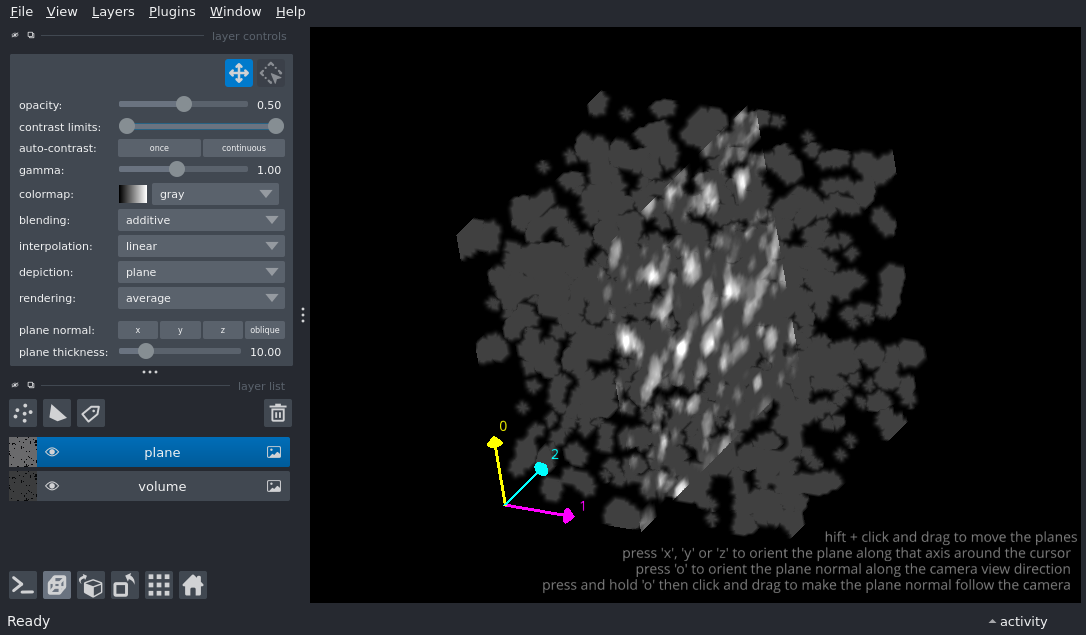 File View Layers Plugins Window Help
layer controls
opacity: 0.50
contrast limits:
auto-contrast: once continuous
gamma: 1.00
colormap: gray
blending: additive
interpolation: linear
depiction: plane
rendering: average
plane normal: x y z oblique
plane thickness: 10.00
layer list
plane
volume
0
2
1
hift + click and drag to move the planes
press 'x', 'y' or 'z' to orient the plane along that axis around the cursor
press 'o' to orient the plane normal along the camera view direction
press and hold 'o' then click and drag to make the plane normal follow the camera
Ready
activity